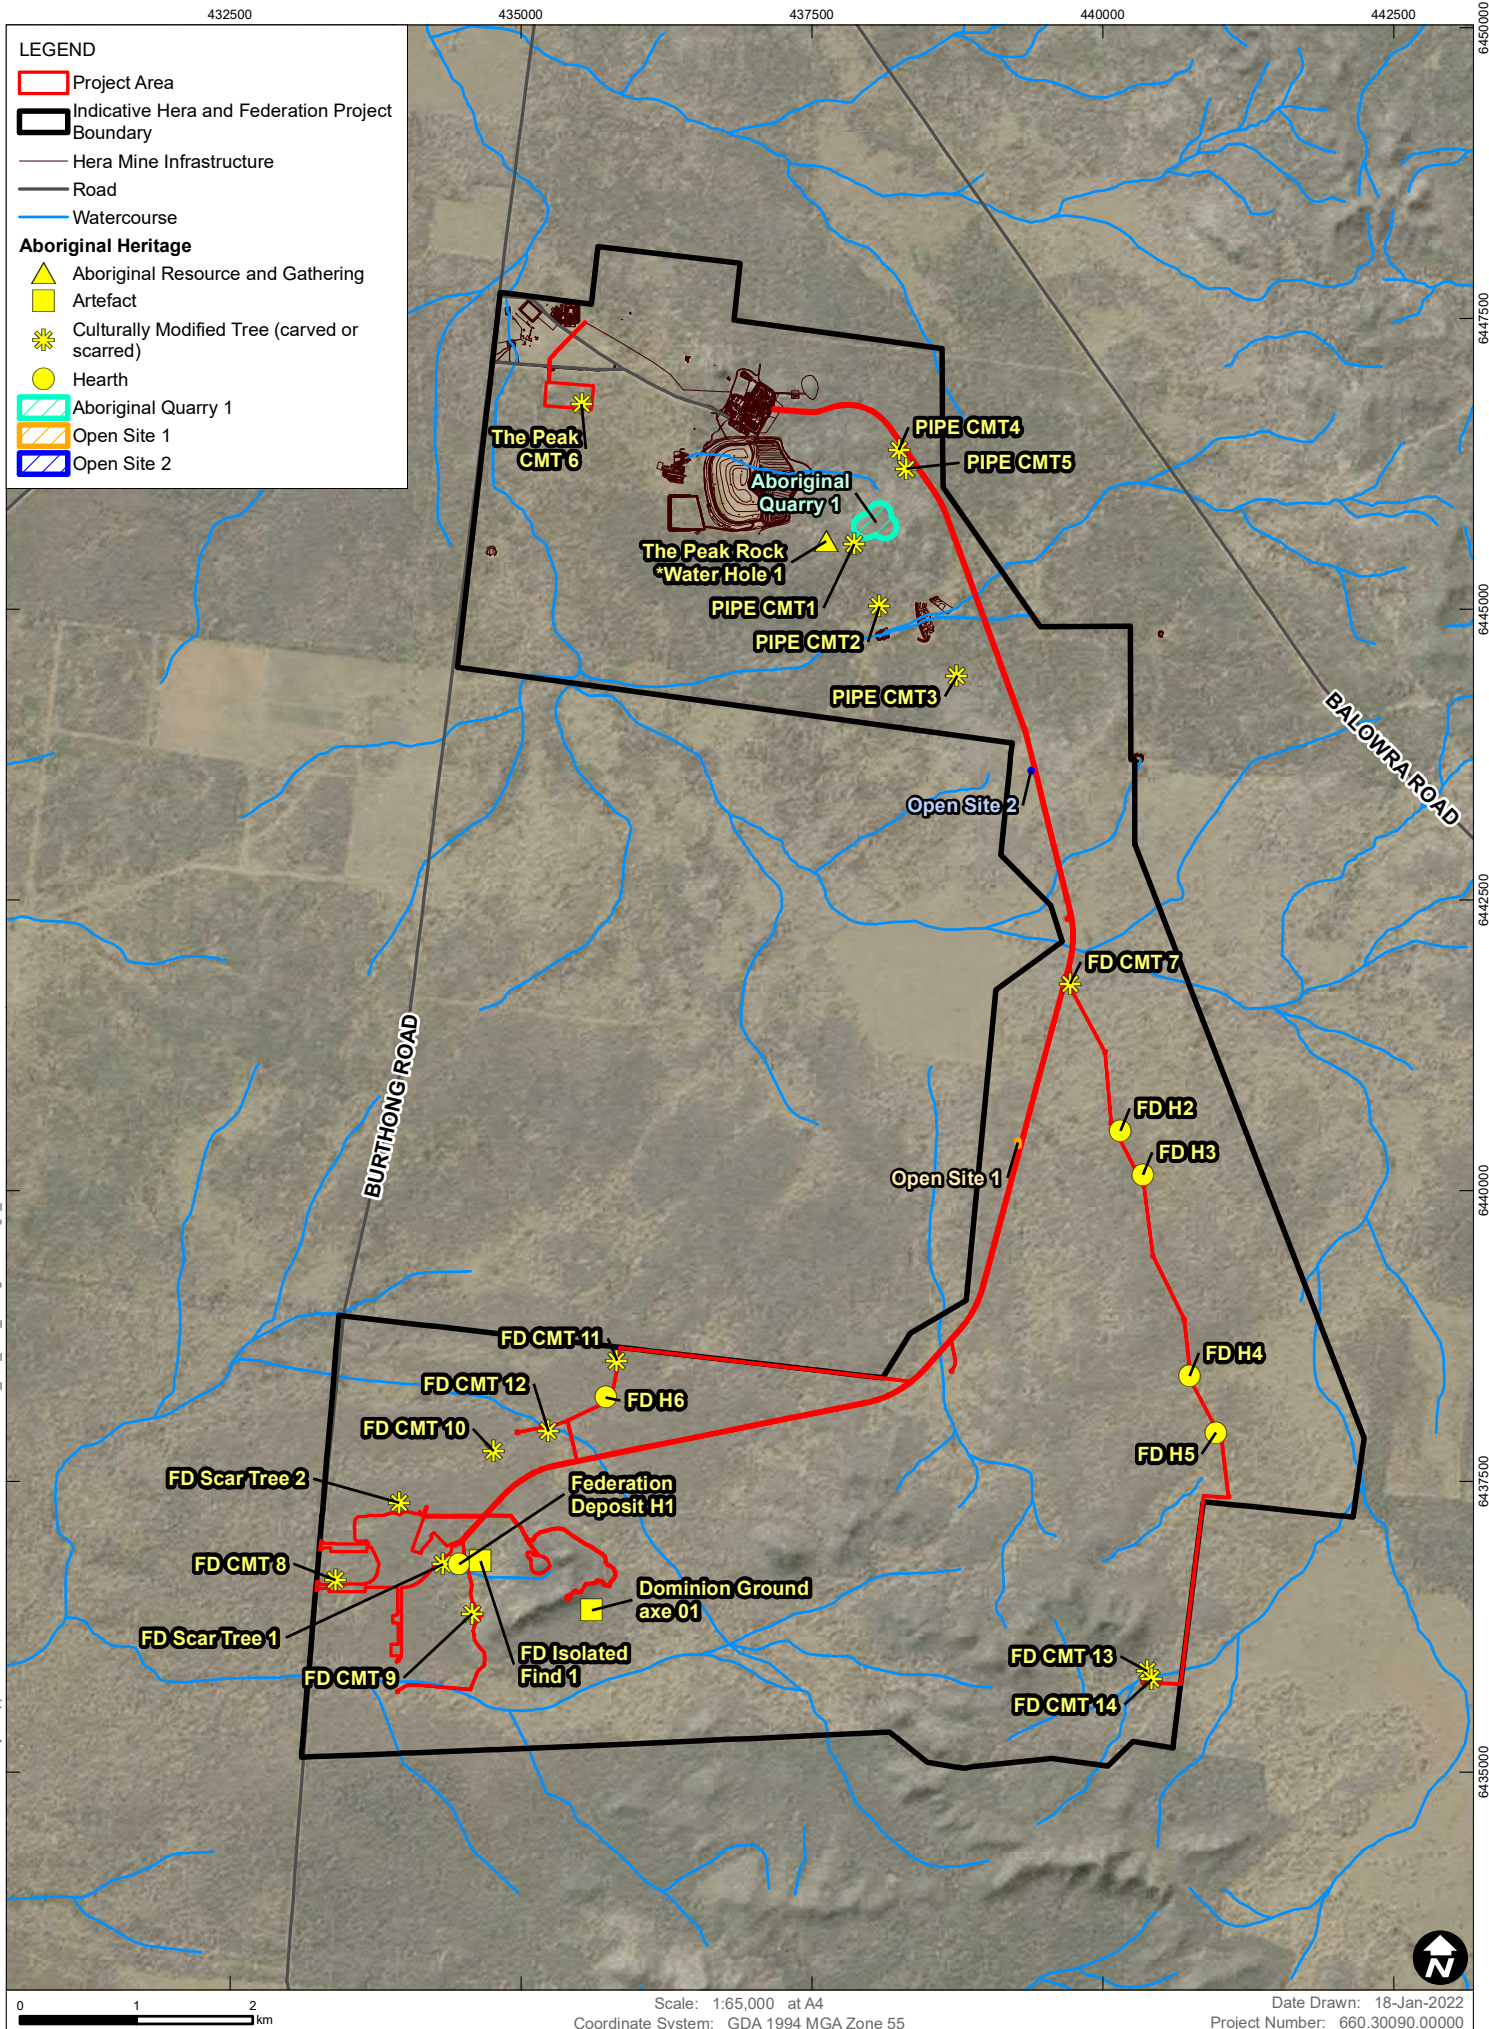 432500
435000
437500
440000
442500
6450000
6447500
6445000
6442500
6440000
6437500
6435000
LEGEND
Project Area
Indicative Hera and Federation Project
Boundary
Hera Mine Infrastructure
Road
Watercourse
Aboriginal Heritage
Aboriginal Resource and Gathering
Artefact
Culturally Modified Tree (carved or
scarred)
Hearth
Aboriginal Quarry 1
Open Site 1
Open Site 2
The Peak
CMT 6
PIPE CMT4
PIPE CMT5
Aboriginal
Quarry 1
The Peak Rock
*Water Hole 1
PIPE CMT1
PIPE CMT2
PIPE CMT3
BALOWRA ROAD
Open Site 2
FD CMT 7
BURTHONG ROAD
FD H2
FD H3
Open Site 1
FD CMT 11
FD H4
FD CMT 12
FD H6
FD CMT 10
FD H5
FD Scar Tree 2
Federation
Deposit H1
FD CMT 8
Dominion Ground
axe 01
FD Scar Tree 1
FD Isolated
Find 1
FD CMT 9
FD CMT 13
FD CMT 14
N
0 1 2
km
Scale: 1:65,000 at A4
Coordinate System: GDA 1994 MGA Zone 55
Date Drawn: 18-Jan-2022
Project Number: 660.30090.00000